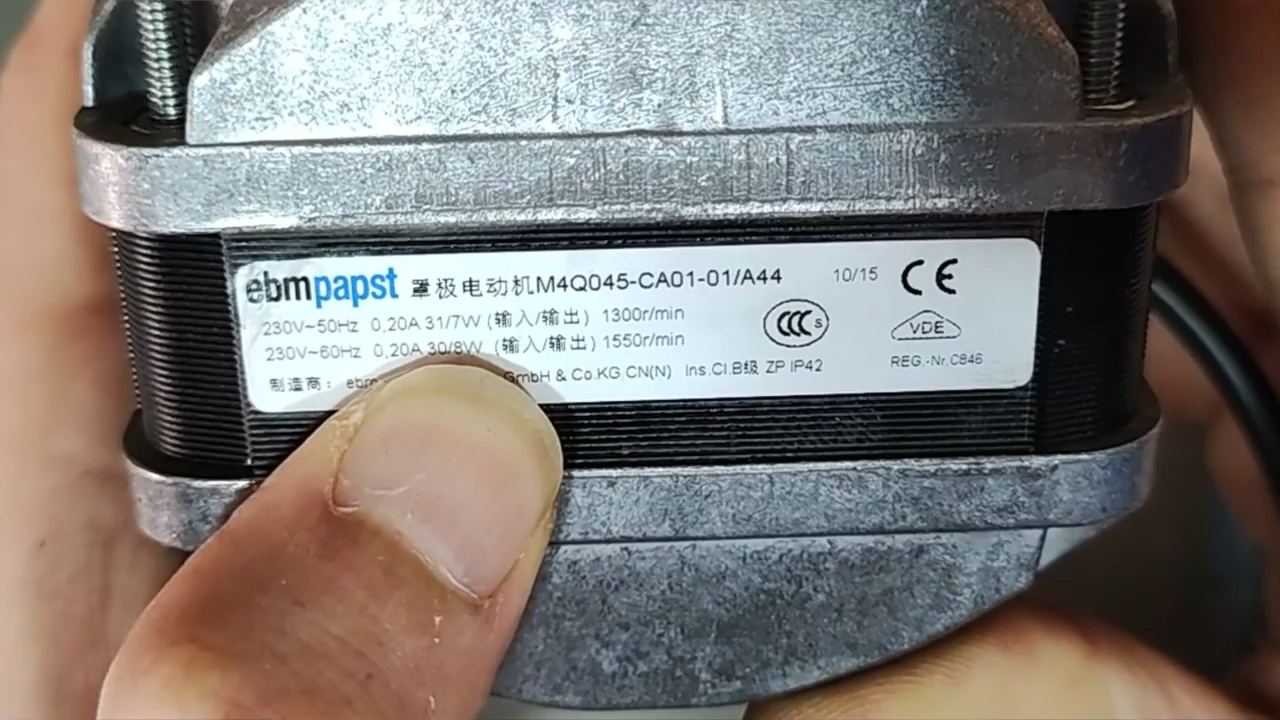 ebmpapst 罩极电动机M4Q045-CA01-01/A44 10/15 CE
230V~50Hz 0,20A 31/7W (输入/输出) 1300r/min CCC S VDE
230V~60Hz 0,20A 30/8W (输入/输出) 1550r/min
制造商: ebm GmbH & Co.KG,CN(N) Ins.Cl.B级 ZP IP42 REG.-Nr.C846